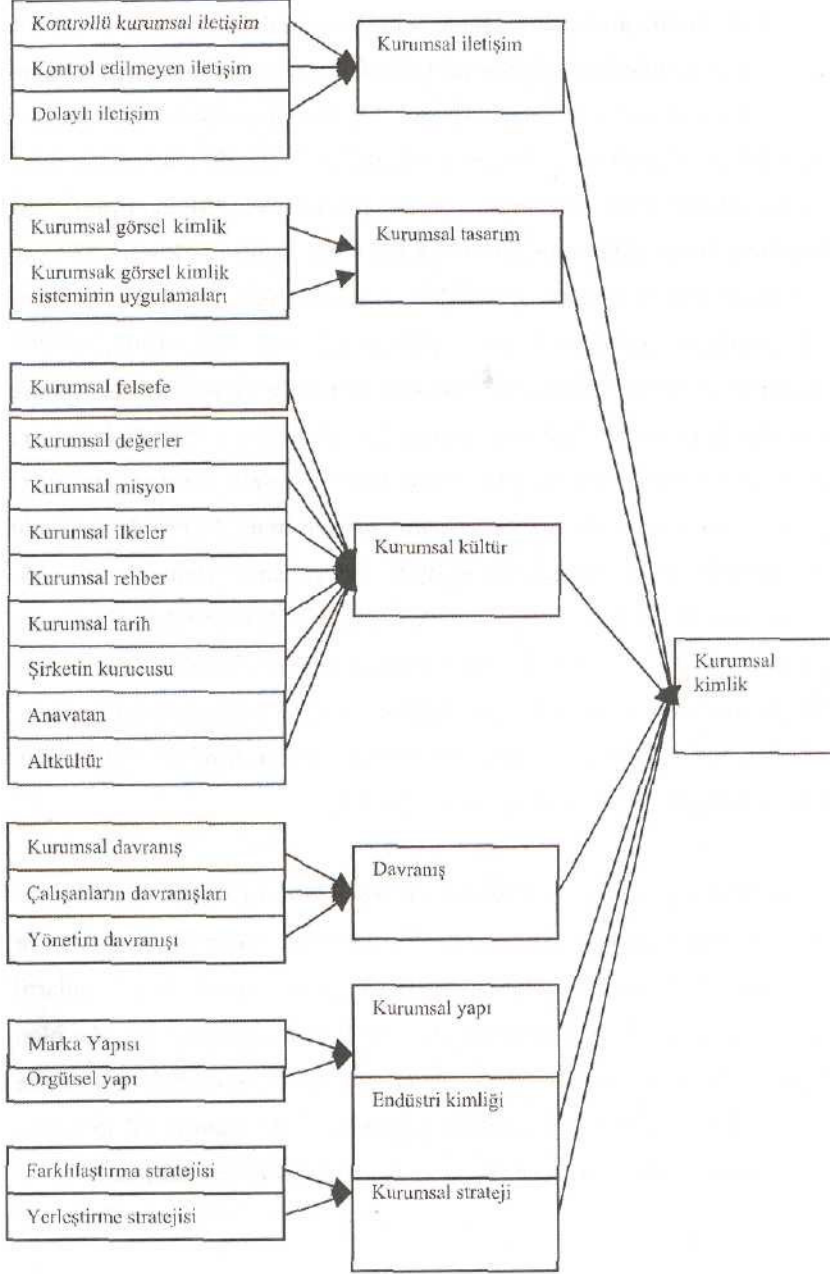 Kontrollü kurumsal iletişim
Kontrol edilmeyen iletişim
Dolaylı iletişim
Kurumsal iletişim
Kurumsal görsel kimlik
Kurumsak görsel kimlik
sisteminin uygulamaları
Kurumsal tasarım
Kurumsal felsefe
Kurumsal değerler
Kurumsal misyon
Kurumsal ilkeler
Kurumsal rehber
Kurumsal tarih
Şirketin kurucusu
Anavatan
Altkültür
Kurumsal kültür
Kurumsal
kimlik
Kurumsal davranış
Çalışanların davranışları
Yönetim davranışı
Davranış
Marka Yapısı
Örgütsel yapı
Kurumsal yapı
Endüstri kimliği
Farklılaştırma stratejisi
Yerleştirme stratejisi
Kurumsal strateji